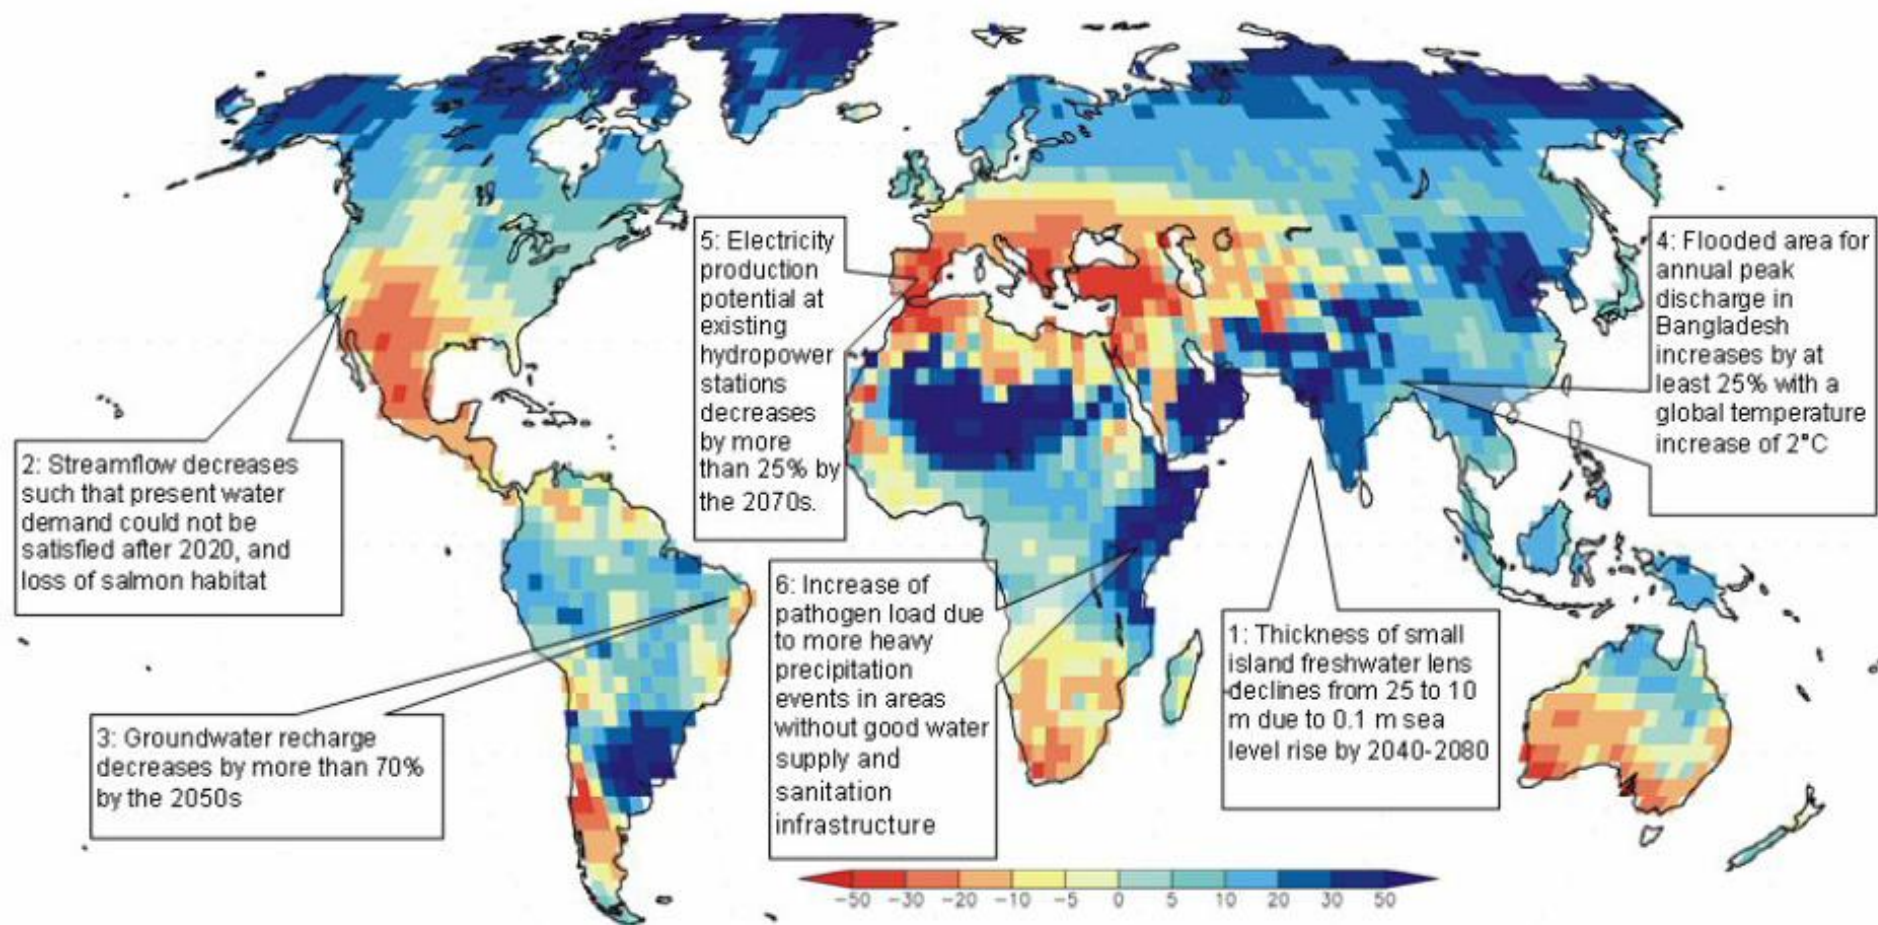 5: Electricity
production
potential at
existing
hydropower
stations
decreases
by more
than 25% by
the 2070s.
4: Flooded area for
annual peak
discharge in
Bangladesh
increases by at
least 25% with a
global temperature
increase of 2°C
2: Streamflow decreases
such that present water
demand could not be
satisfied after 2020, and
loss of salmon habitat
6: Increase of
pathogen load due
to more heavy
precipitation
events in areas
without good water
supply and
sanitation
infrastructure
1: Thickness of small
island freshwater lens
declines from 25 to 10
m due to 0.1 m sea
level rise by 2040-2080
3: Groundwater recharge
decreases by more than 70%
by the 2050s
−50 −30 −20 −10 −5 0 5 10 20 30 50